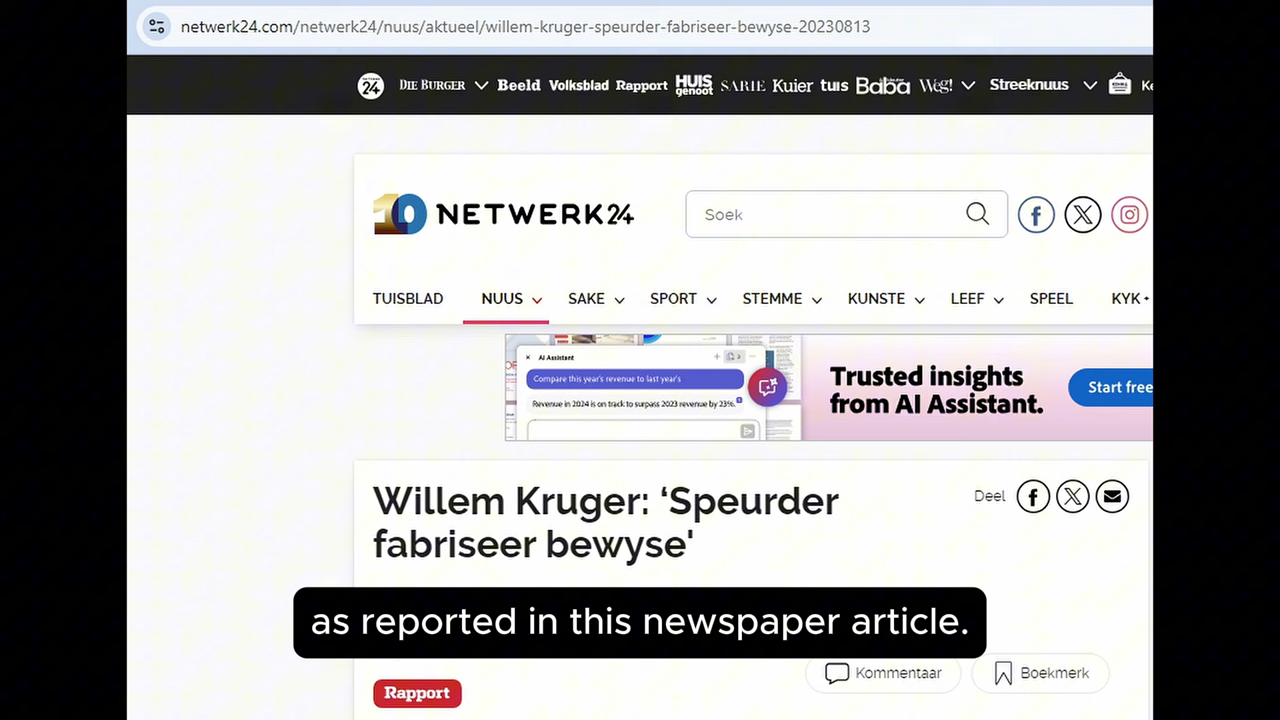 netwerk24.com/netwerk24/nuus/aktueel/willem-kruger-speurder-fabriseer-bewyse-20230813
24 DIE BURGER Beeld Volksblad Rapport HUIS genoot SARIE Kuier tuis Baba Weg! Streeknuus
10 NETWERK24
Soek
TUISBLAD NUUS SAKE SPORT STEMME KUNSTE LEEF SPEEL KYK
AI Assistant
Compare this year's revenue to last year's
Revenue in 2024 is on track to surpass 2023 revenue by 23%.
Trusted insights
from AI Assistant.
Start free
Willem Kruger: ‘Speurder
fabriseer bewyse'
Deel
as reported in this newspaper article.
Kommentaar Boekmerk
Rapport